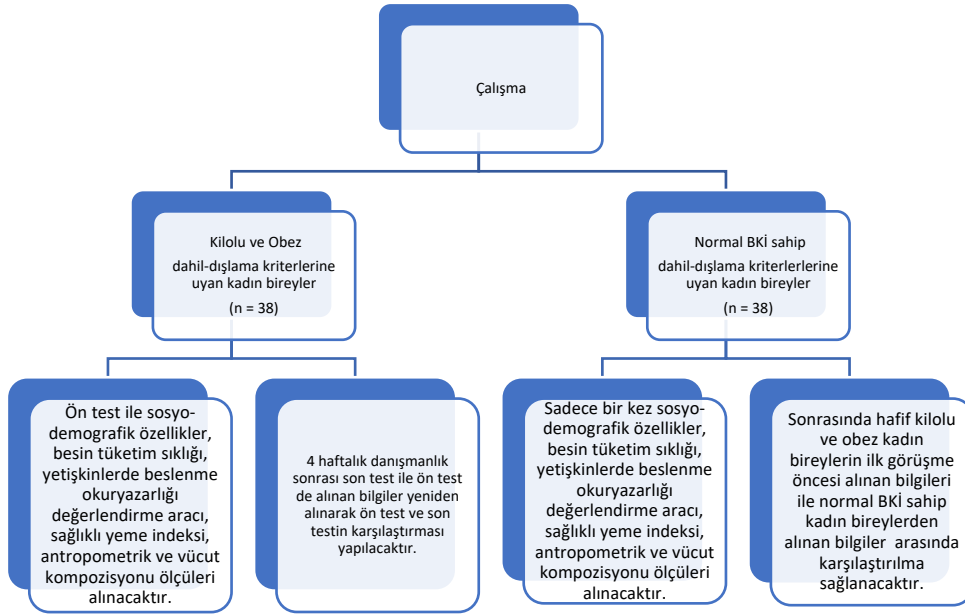 Çalışma
Kilolu ve Obez
dahil-dışlama kriterlerine
uyan kadın bireyler
(n = 38)
Normal BKİ sahip
dahil-dışlama kriterlerlerine
uyan kadın bireyler
(n = 38)
Ön test ile sosyo-
demografik özellikler,
besin tüketim sıklığı,
yetişkinlerde beslenme
okuryazarlığı
değerlendirme aracı,
sağlıklı yeme indeksi,
antropometrik ve vücut
kompozisyonu ölçüleri
alınacaktır.
4 haftalık danışmanlık
sonrası son test ile ön test
de alınan bilgiler yeniden
alınarak ön test ve son
testin karşılaştırması
yapılacaktır.
Sadece bir kez sosyo-
demografik özellikler,
besin tüketim sıklığı,
yetişkinlerde beslenme
okuryazarlığı
değerlendirme aracı,
sağlıklı yeme indeksi,
antropometrik ve vücut
kompozisyonu ölçüleri
alınacaktır.
Sonrasında hafif kilolu
ve obez kadın
bireylerin ilk görüşme
öncesi alınan bilgileri
ile normal BKİ sahip
kadın bireylerden
alınan bilgiler arasında
karşılaştırılma
sağlanacaktır.